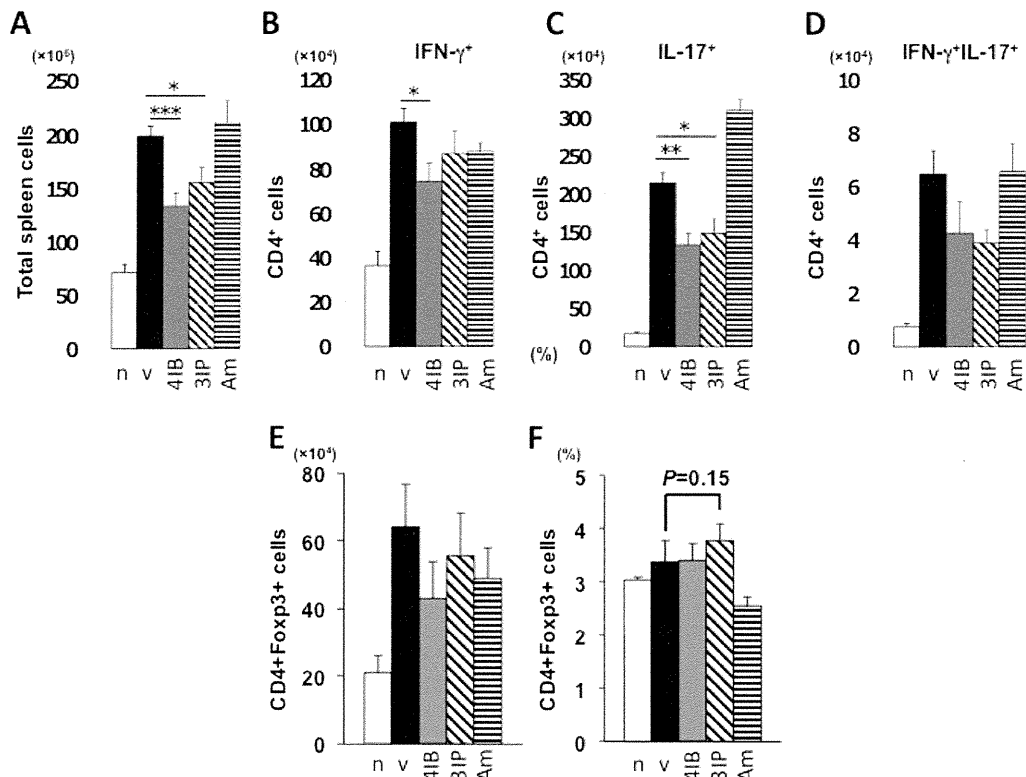 A
(×10⁶)
Total spleen cells
250
200
150
100
50
0
*
***
n v 4IB 3IP Am
B
(×10⁴)
IFN-γ⁺
CD4⁺ cells
120
100
80
60
40
20
0
*
n v 4IB 3IP Am
C
(×10⁴)
IL-17⁺
CD4⁺ cells
350
300
250
200
150
100
50
0
(%)
*
**
n v 4IB 3IP Am
D
(×10⁴)
IFN-γ⁺IL-17⁺
CD4⁺ cells
10
8
6
4
2
0
n v 4IB 3IP Am
E
(×10⁴)
CD4+Foxp3+ cells
80
60
40
20
0
n v 4IB 3IP Am
F
(%)
CD4+Foxp3+ cells
5
4
3
2
1
0
P=0.15
n v 4IB 3IP Am